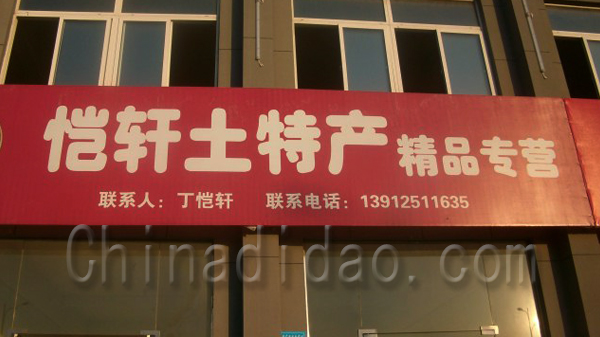 恺轩土特产 精品专营
联系人：丁恺轩 联系电话：13912511635
Chinadidao.com